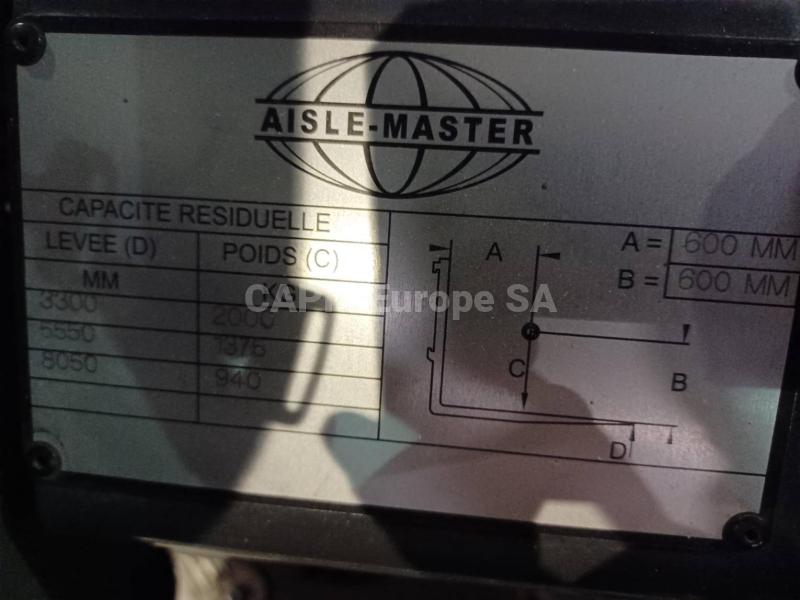 AISLE-MASTER
CAPACITE RESIDUELLE
LEVEE (D) POIDS (C)
MM
3300 2000
5550 1376
8050 940
A = 600 MM
B = 600 MM
A
B
C
D
CAPM Europe SA